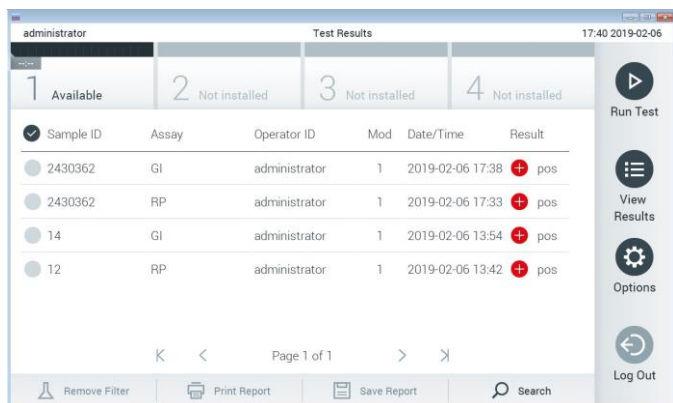 administrator Test Results 17:40 2019-02-06
--:--
1 Available 2 Not installed 3 Not installed 4 Not installed
Run Test
Sample ID Assay Operator ID Mod Date/Time Result
2430362 GI administrator 1 2019-02-06 17:38 pos
2430362 RP administrator 1 2019-02-06 17:33 pos
14 GI administrator 1 2019-02-06 13:54 pos
12 RP administrator 1 2019-02-06 13:42 pos
View
Results
Options
Page 1 of 1
Log Out
Remove Filter Print Report Save Report Search